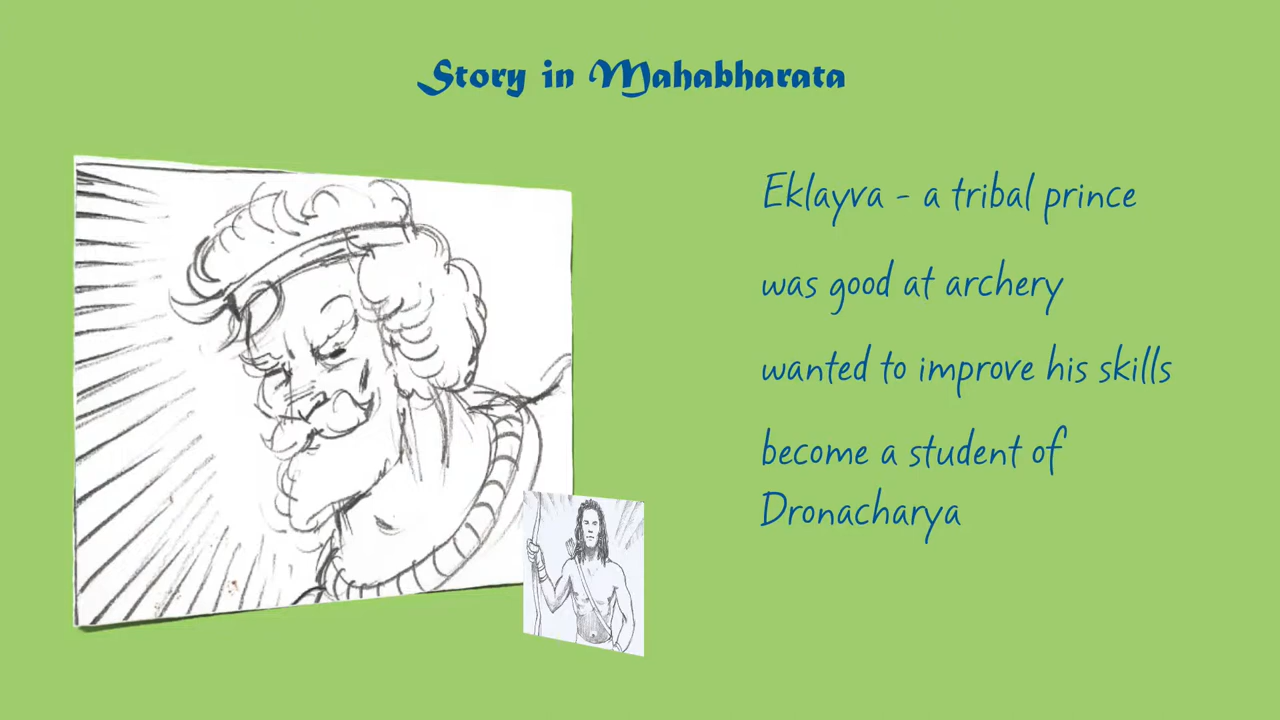 Story in Mahabharata
Eklayva - a tribal prince
was good at archery
wanted to improve his skills
become a student of
Dronacharya